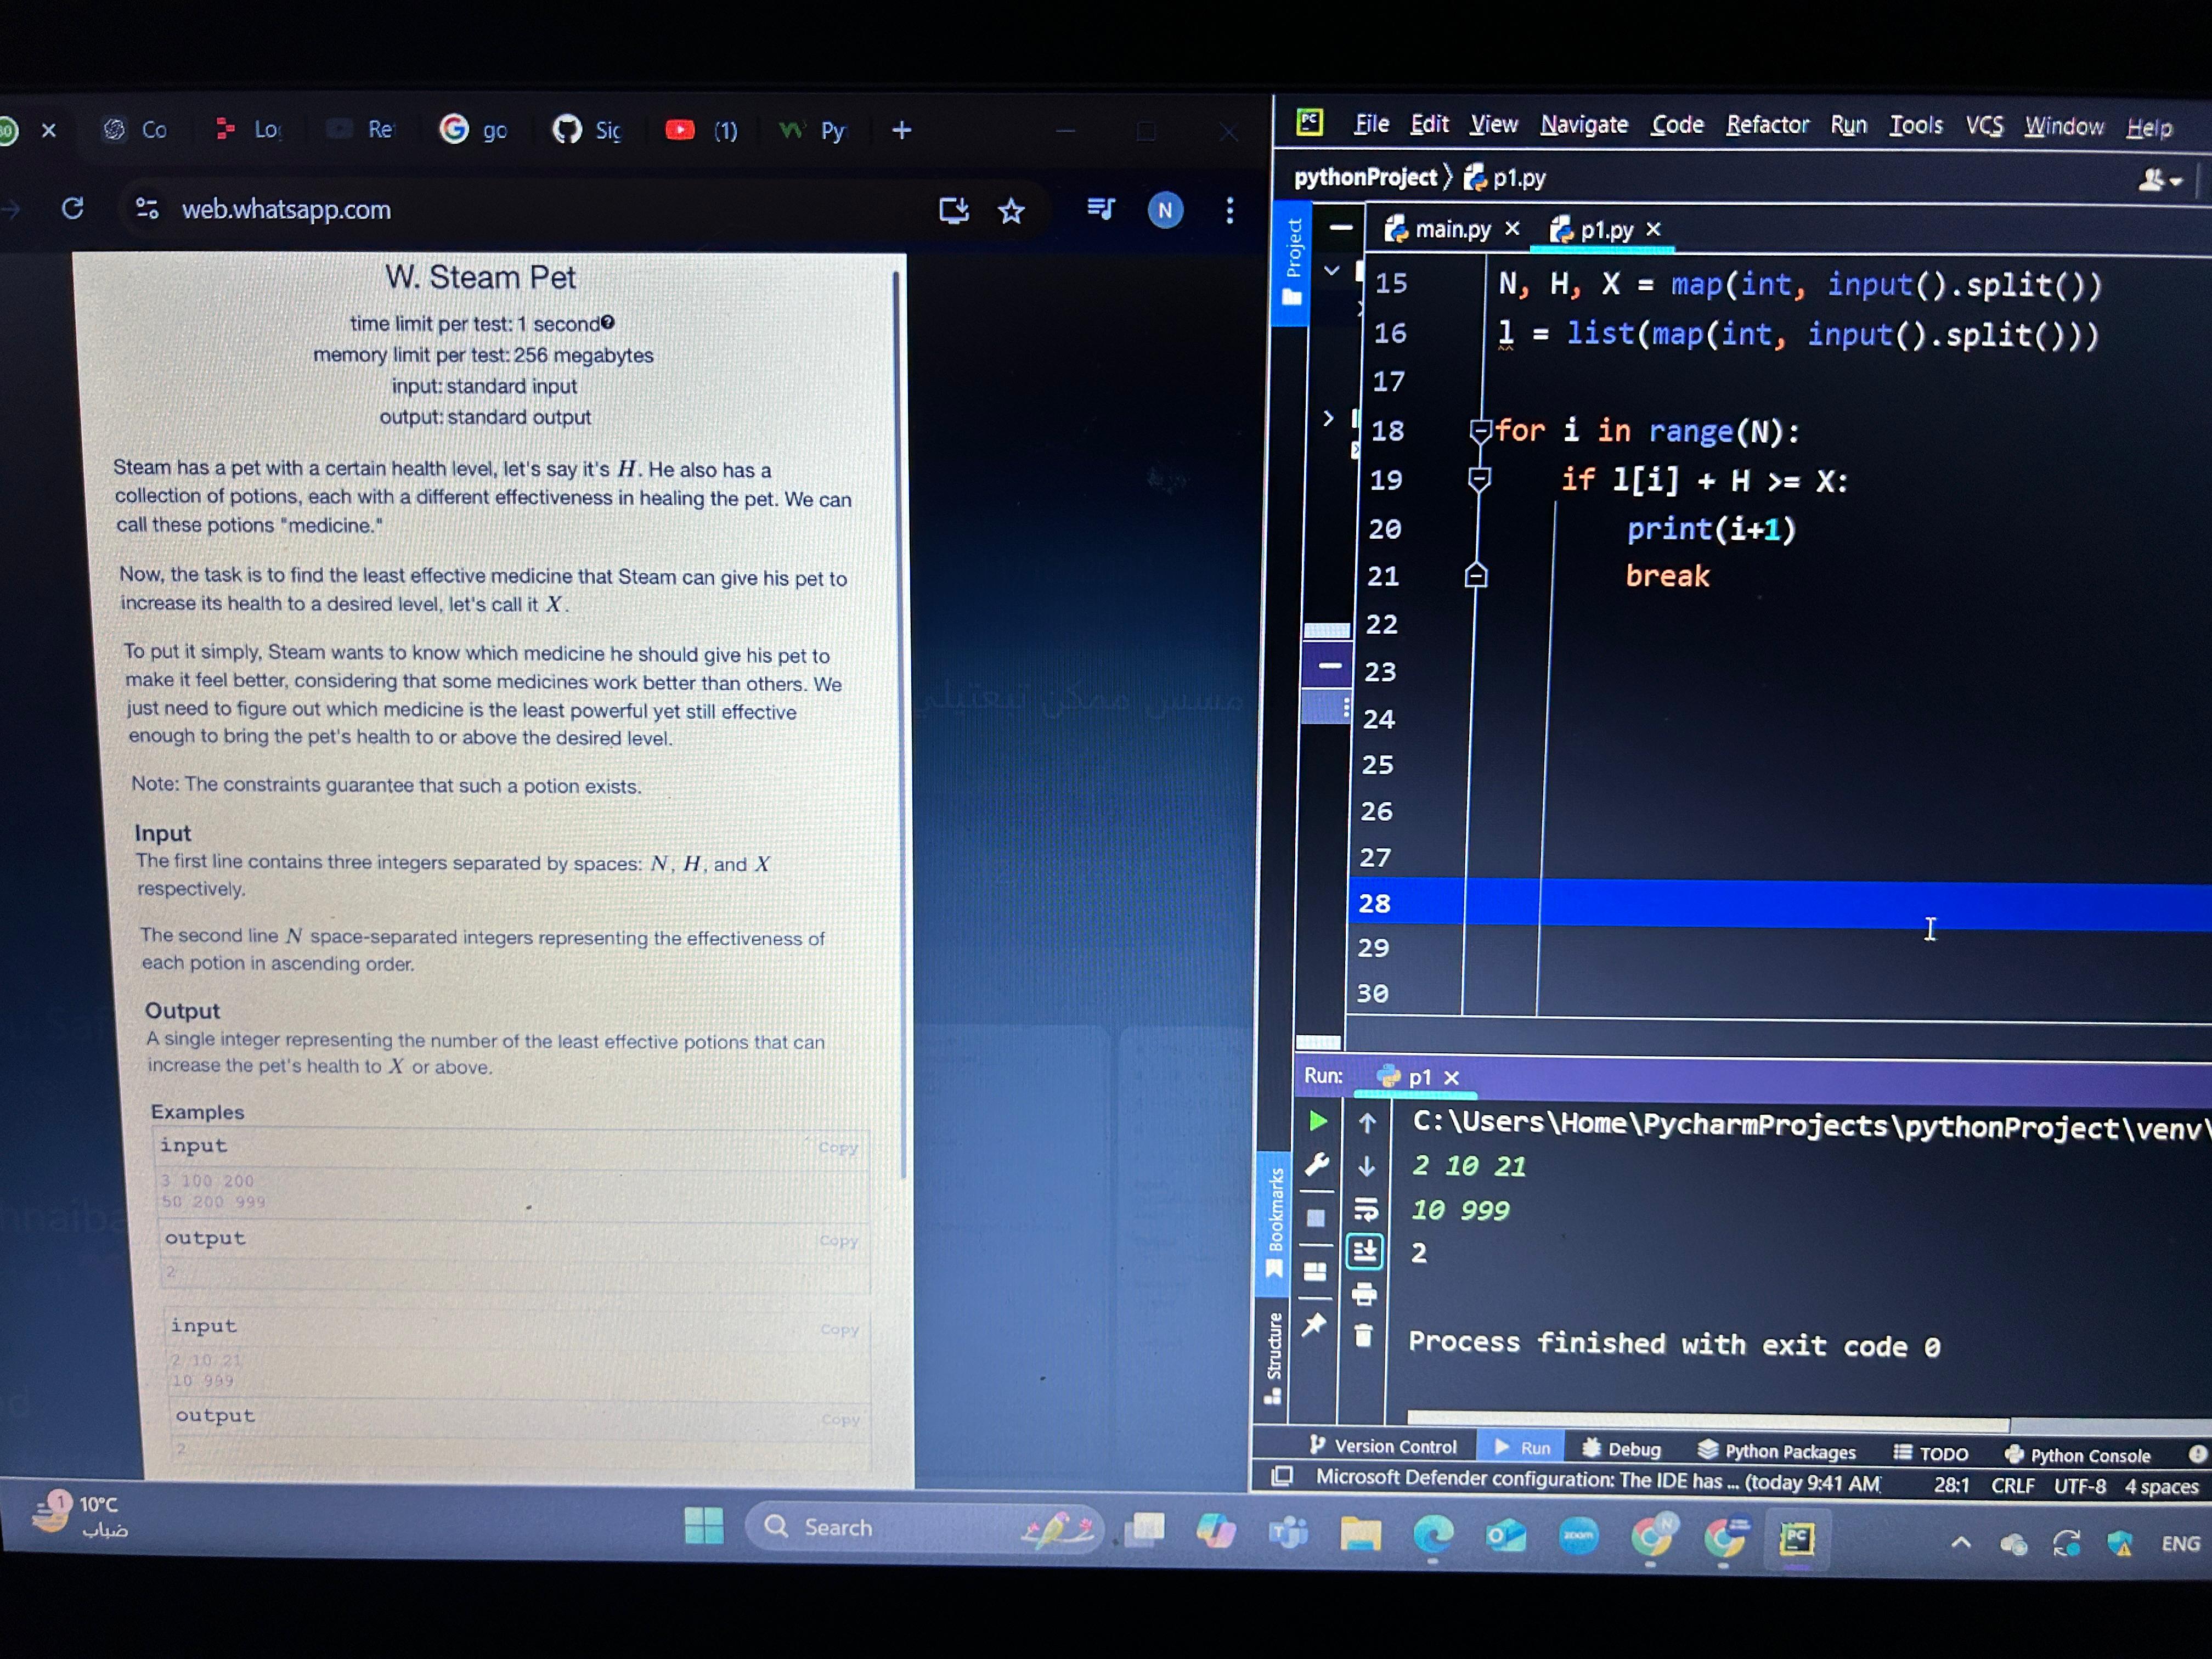 Co
Lo
Re
go
Sig
(1)
Py
web.whatsapp.com
N
W. Steam Pet
time limit per test: 1 second
memory limit per test: 256 megabytes
input: standard input
output: standard output
Steam has a pet with a certain health level, let's say it's H. He also has a
collection of potions, each with a different effectiveness in healing the pet. We can
call these potions "medicine."
Now, the task is to find the least effective medicine that Steam can give his pet to
increase its health to a desired level, let's call it X.
To put it simply, Steam wants to know which medicine he should give his pet to
make it feel better, considering that some medicines work better than others. We
just need to figure out which medicine is the least powerful yet still effective
enough to bring the pet's health to or above the desired level.
Note: The constraints guarantee that such a potion exists.
Input
The first line contains three integers separated by spaces: N, H, and X
respectively.
The second line N space-separated integers representing the effectiveness of
each potion in ascending order.
Output
A single integer representing the number of the least effective potions that can
increase the pet's health to X or above.
Examples
input
Copy
3 100 200
50 200 999
output
Copy
2
input
Copy
2 10 21
10 999
output
Copy
2
ممكن تبعتيلي
PC
File Edit View Navigate Code Refactor Run Tools VCS Window Help
pythonProject p1.py
Project
main.py
p1.py
15 N, H, X = map(int, input().split())
16 l = list(map(int, input().split()))
17
18 for i in range(N):
19 if l[i] + H >= X:
20 print(i+1)
21 break
22
23
24
25
26
27
28
29
30
Run: p1
C:\Users\Home\PycharmProjects\pythonProject\venv\
2 10 21
10 999
2
Process finished with exit code 0
Bookmarks
Structure
Version Control Run Debug Python Packages TODO Python Console
Microsoft Defender configuration: The IDE has ... (today 9:41 AM 28:1 CRLF UTF-8 4 spaces
1
10°C
ضباب
Search
zoom
N
PC
ENG